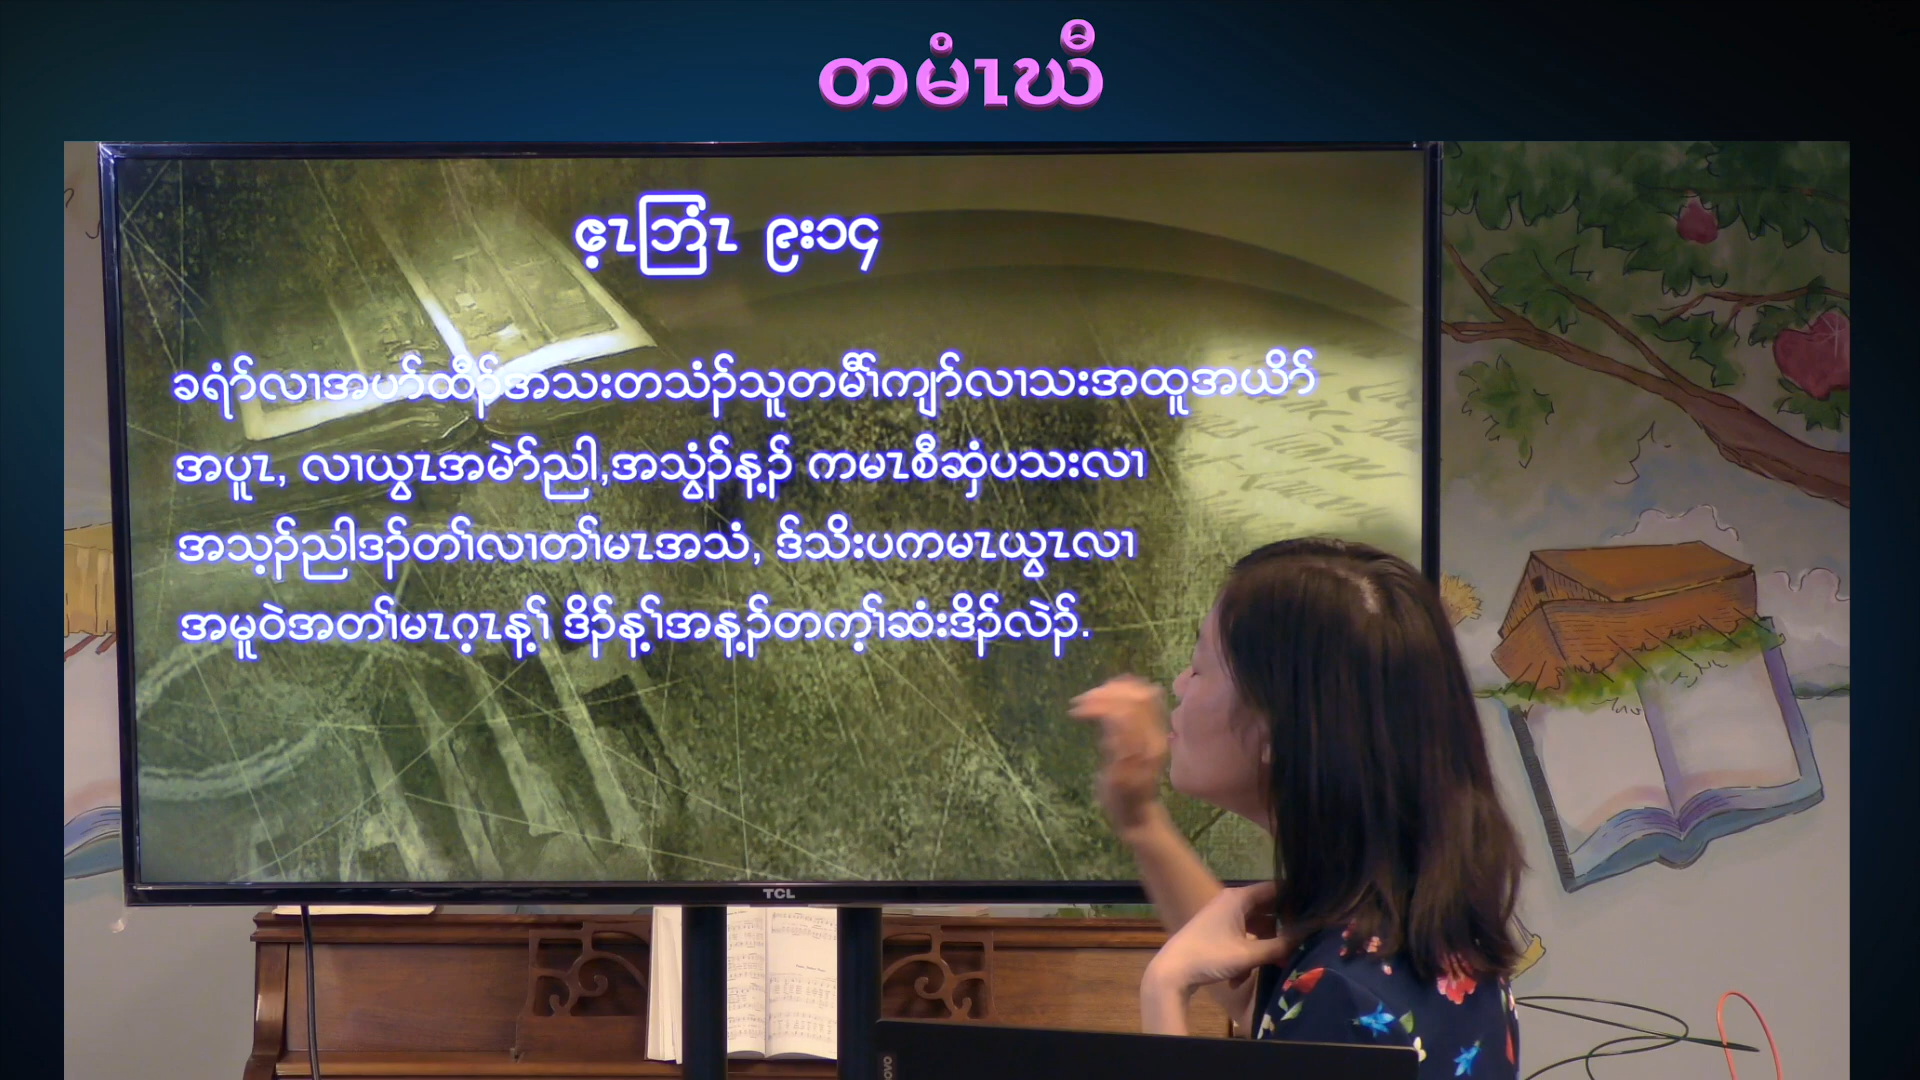 တမံၤဃီ
ဧ့ၤဘြံၤ ၉း၁၄
ခရံာ်လၢအဟာ်ထီၣ်အသးတသံၣ်သူတမီၢ်ကျာ်လၢသးအထူအယိာ်
အပူၤ, လၢယွၤအမဲာ်ညါ,အသွံၣ်န့ၣ် ကမၤစီဆှံပသးလၢ
အသ့ၣ်ညါဒၣ်တၢ်လၢတၢ်မၤအသံ, ဒ်သိးပကမၤယွၤလၢ
အမူဝဲအတၢ်မၤဂ့ၤန့ၢ် ဒိၣ်န့ၢ်အန့ၣ်တက့ၢ်ဆံးဒိၣ်လဲၣ်.
TCL